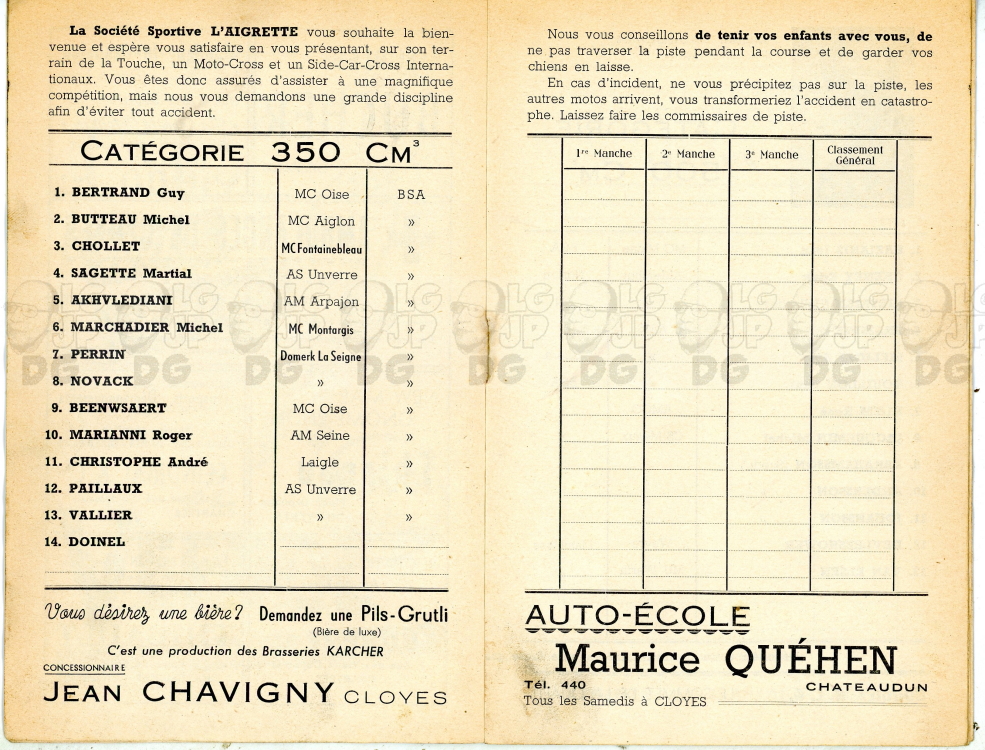 La Société Sportive L'AIGRETTE vous souhaite la bien-
venue et espère vous satisfaire en vous présentant, sur son ter-
rain de la Touche, un Moto-Cross et un Side-Car-Cross Interna-
tionaux. Vous êtes donc assurés d'assister à une magnifique
compétition, mais nous vous demandons une grande discipline
afin d'éviter tout accident.
CATÉGORIE 350 CM³
1. BERTRAND Guy MC Oise BSA
2. BUTTEAU Michel MC Aiglon »
3. CHOLLET MC Fontainebleau »
4. SAGETTE Martial AS Unverre »
5. AKHVLEDIANI AM Arpajon »
6. MARCHADIER Michel MC Montargis »
7. PERRIN Domerk La Seigne »
8. NOVACK » »
9. BEENWSAERT MC Oise »
10. MARIANNI Roger AM Seine »
11. CHRISTOPHE André Laigle »
12. PAILLAUX AS Unverre »
13. VALLIER » »
14. DOINEL
Vous désirez une bière? Demandez une Pils-Grutli
(Bière de luxe)
C'est une production des Brasseries KARCHER
CONCESSIONNAIRE
JEAN CHAVIGNY CLOYES
Nous vous conseillons de tenir vos enfants avec vous, de
ne pas traverser la piste pendant la course et de garder vos
chiens en laisse.
En cas d'incident, ne vous précipitez pas sur la piste, les
autres motos arrivent, vous transformeriez l'accident en catastro-
phe. Laissez faire les commissaires de piste.
1re Manche 2e Manche 3e Manche Classement
Général
AUTO-ÉCOLE
Maurice QUÉHEN
Tél. 440 CHATEAUDUN
Tous les Samedis à CLOYES
LG JP DG